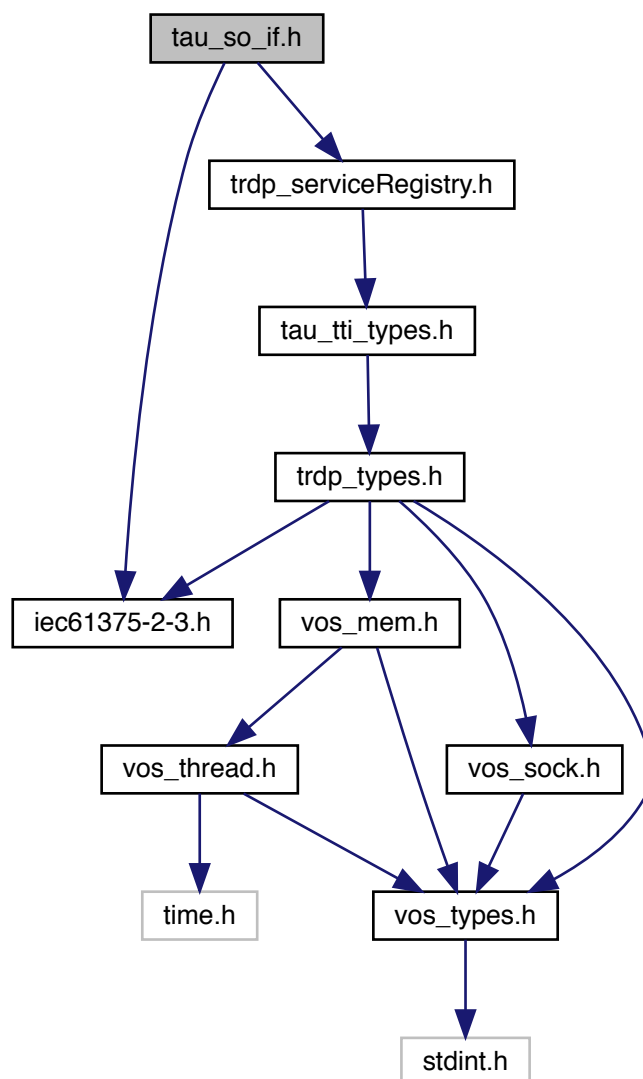 tau_so_if.h
trdp_serviceRegistry.h
tau_tti_types.h
trdp_types.h
iec61375-2-3.h
vos_mem.h
vos_thread.h
vos_sock.h
time.h
vos_types.h
stdint.h